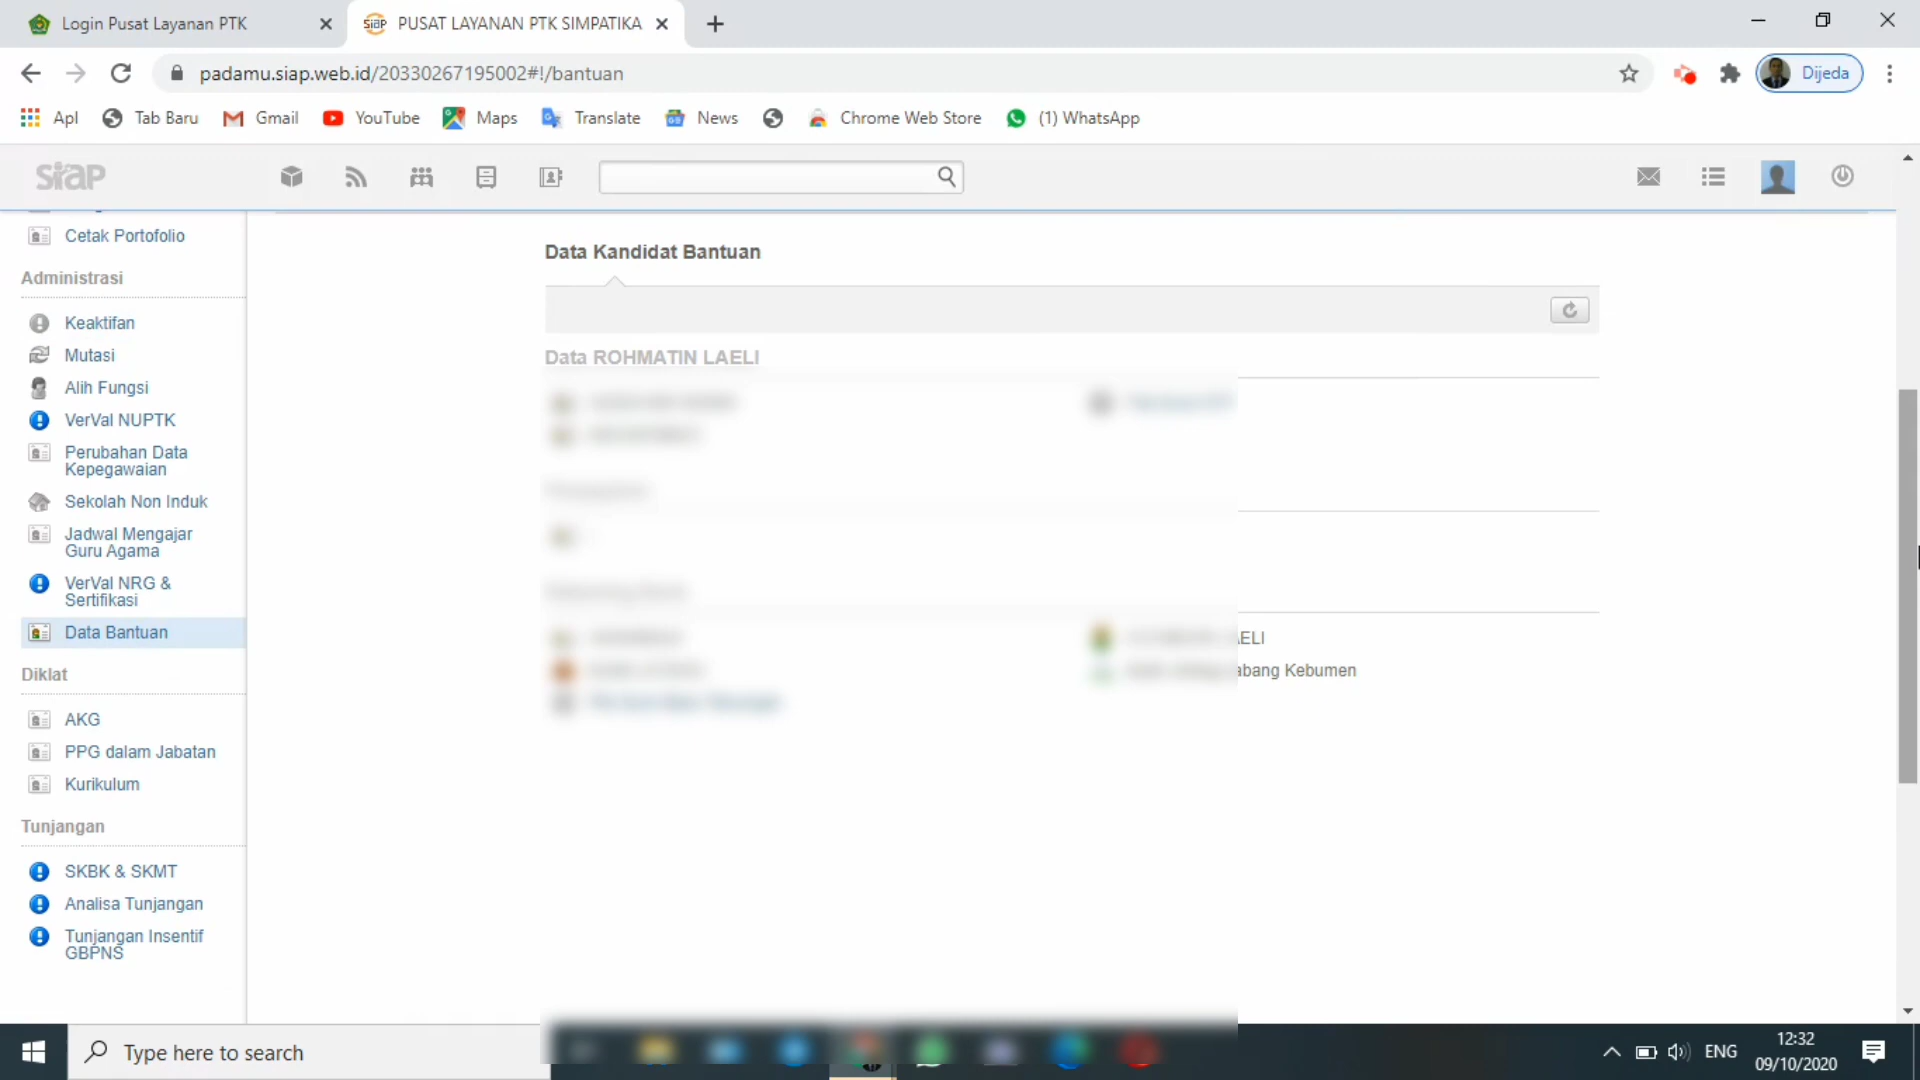 Login Pusat Layanan PTK
siap PUSAT LAYANAN PTK SIMPATIKA
padamu.siap.web.id/20330267195002#!/bantuan
Dijeda
Apl Tab Baru Gmail YouTube Maps Translate News Chrome Web Store (1) WhatsApp
siap
Cetak Portofolio
Administrasi
Keaktifan
Mutasi
Alih Fungsi
VerVal NUPTK
Perubahan Data
Kepegawaian
Sekolah Non Induk
Jadwal Mengajar
Guru Agama
VerVal NRG &
Sertifikasi
Data Bantuan
Diklat
AKG
PPG dalam Jabatan
Kurikulum
Tunjangan
SKBK & SKMT
Analisa Tunjangan
Tunjangan Insentif
GBPNS
Data Kandidat Bantuan
Data ROHMATIN LAELI
AELI
abang Kebumen
Type here to search
ENG
12:32
09/10/2020